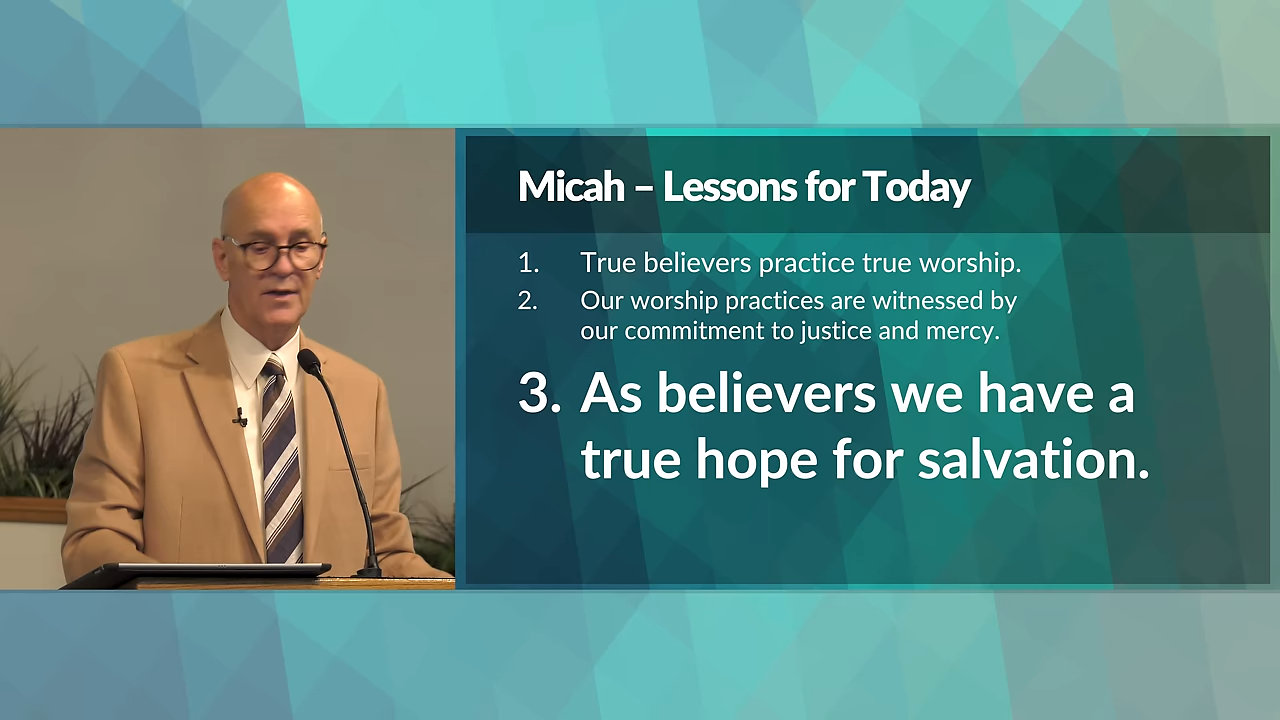 Micah – Lessons for Today
1. True believers practice true worship.
2. Our worship practices are witnessed by
our commitment to justice and mercy.
3. As believers we have a
true hope for salvation.